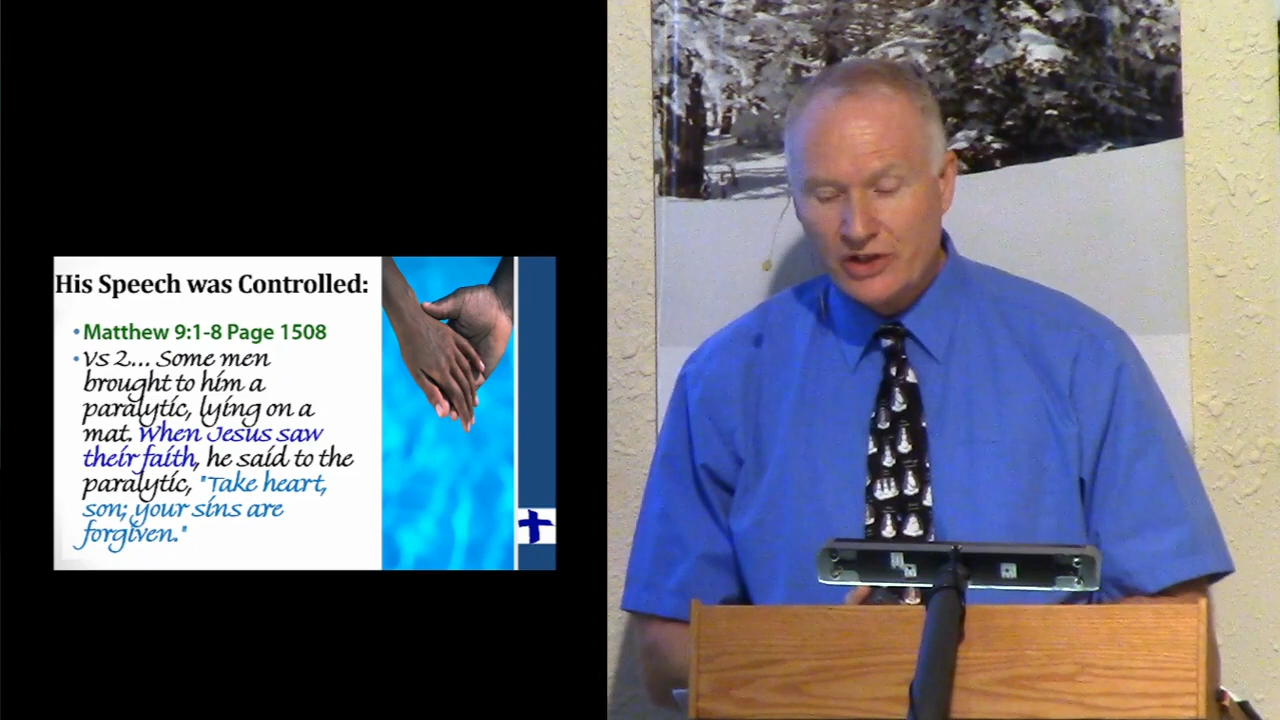 His Speech was Controlled:
• Matthew 9:1-8 Page 1508
• Vs 2... Some men
brought to him a
paralytic, lying on a
mat. When Jesus saw
their faith, he said to the
paralytic, "Take heart,
son; your sins are
forgiven."